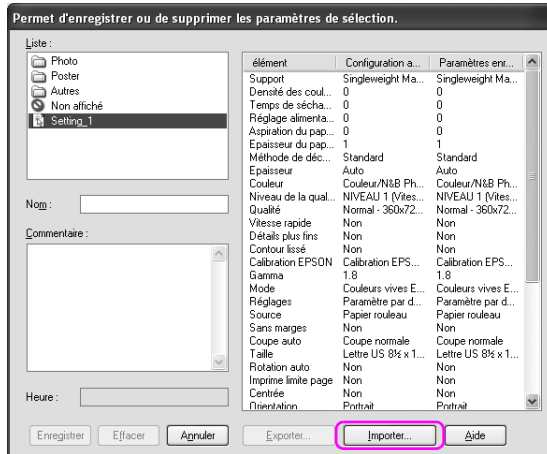 Permet d'enregistrer ou de supprimer les paramètres de sélection.
Liste :
Photo
Poster
Autres
Non affiché
Setting_1
Nom :
Commentaire :
Heure :
élément Configuration a... Paramètres enr...
Support Singleweight Ma... Singleweight Ma...
Densité des coul... 0 0
Temps de sécha... 0 0
Réglage alimenta... 0 0
Aspiration du pap... 0 0
Epaisseur du pap... 1 1
Méthode de déc... Standard Standard
Epaisseur Auto Auto
Couleur Couleur/N&B Ph... Couleur/N&B Ph...
Niveau de la qual... NIVEAU 1 (Vites... NIVEAU 1 (Vites...
Qualité Normal - 360x72... Normal - 360x72...
Vitesse rapide Non Non
Détails plus fins Non Non
Contour lissé Non Non
Calibration EPSON Calibration EPS... Calibration EPS...
Gamma 1.8 1.8
Mode Couleurs vives E... Couleurs vives E...
Réglages Paramètre par d... Paramètre par d...
Source Papier rouleau Papier rouleau
Sans marges Non Non
Coupe auto Coupe normale Coupe normale
Taille Lettre US 8½ x 1... Lettre US 8½ x 1...
Rotation auto Non Non
Imprime limite page Non Non
Centrée Non Non
Orientation Portrait Portrait
Enregistrer Effacer Annuler Exporter... Importer... Aide